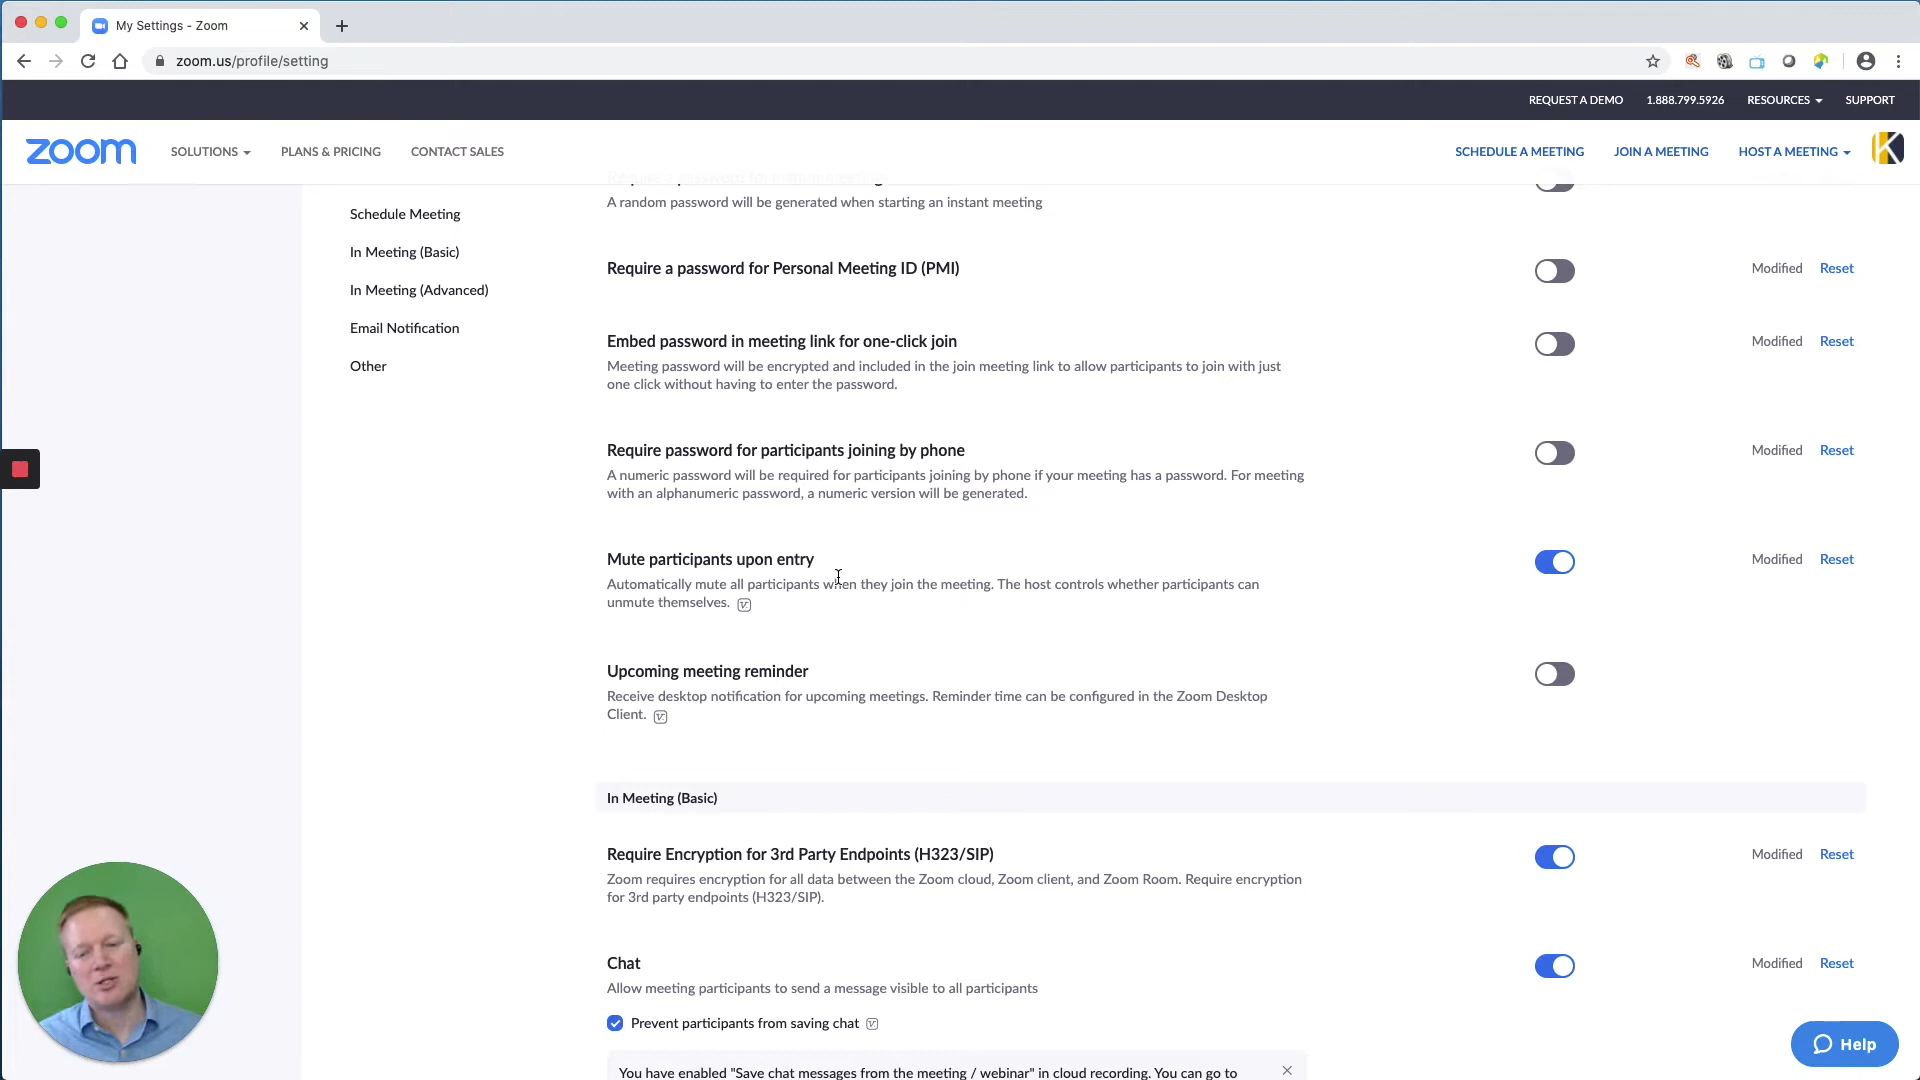 My Settings - Zoom
zoom.us/profile/setting
REQUEST A DEMO 1.888.799.5926 RESOURCES SUPPORT
zoom SOLUTIONS PLANS & PRICING CONTACT SALES SCHEDULE A MEETING JOIN A MEETING HOST A MEETING K
Schedule Meeting
In Meeting (Basic)
In Meeting (Advanced)
Email Notification
Other
A random password will be generated when starting an instant meeting
Require a password for Personal Meeting ID (PMI) Modified Reset
Embed password in meeting link for one-click join Modified Reset
Meeting password will be encrypted and included in the join meeting link to allow participants to join with just
one click without having to enter the password.
Require password for participants joining by phone Modified Reset
A numeric password will be required for participants joining by phone if your meeting has a password. For meeting
with an alphanumeric password, a numeric version will be generated.
Mute participants upon entry Modified Reset
Automatically mute all participants when they join the meeting. The host controls whether participants can
unmute themselves.
Upcoming meeting reminder
Receive desktop notification for upcoming meetings. Reminder time can be configured in the Zoom Desktop
Client.
In Meeting (Basic)
Require Encryption for 3rd Party Endpoints (H323/SIP) Modified Reset
Zoom requires encryption for all data between the Zoom cloud, Zoom client, and Zoom Room. Require encryption
for 3rd party endpoints (H323/SIP).
Chat Modified Reset
Allow meeting participants to send a message visible to all participants
Prevent participants from saving chat
You have enabled "Save chat messages from the meeting / webinar" in cloud recording. You can go to
Help